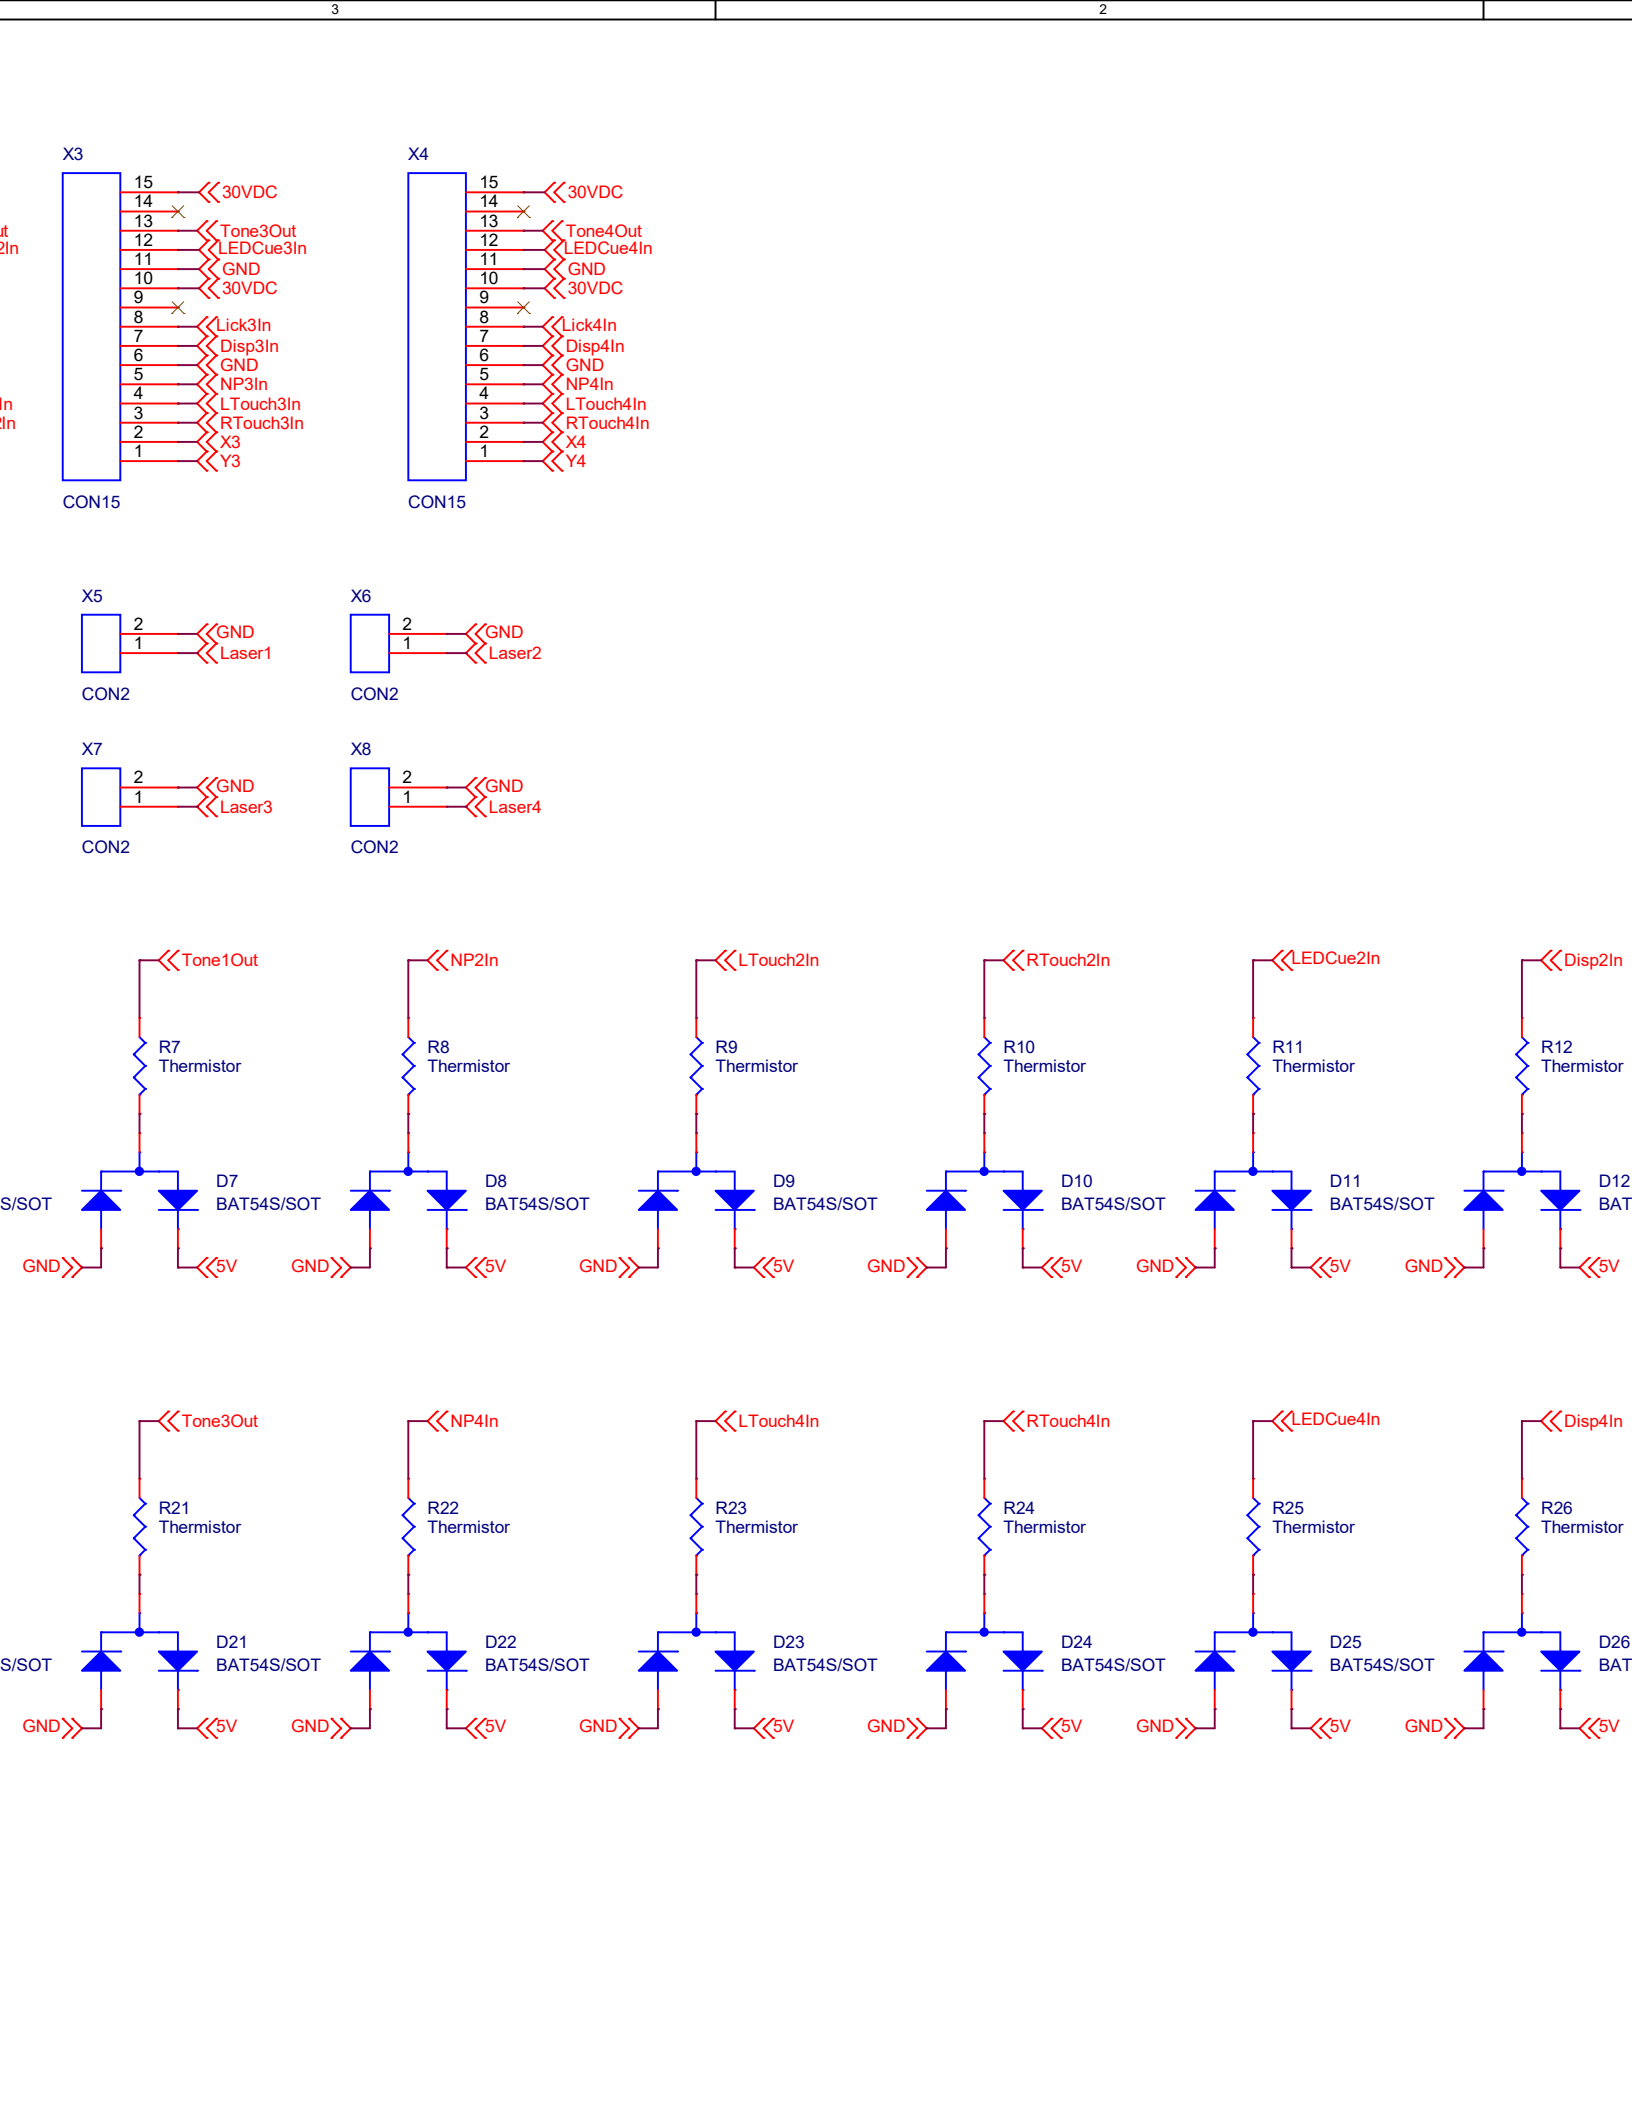 3 2
X3 X4
15 30VDC 15 30VDC
14 14
13 Tone3Out 13 Tone4Out
12 LEDCue3In 12 LEDCue4In
11 GND 11 GND
10 30VDC 10 30VDC
9 9
8 Lick3In 8 Lick4In
7 Disp3In 7 Disp4In
6 GND 6 GND
5 NP3In 5 NP4In
4 LTouch3In 4 LTouch4In
3 RTouch3In 3 RTouch4In
2 X3 2 X4
1 Y3 1 Y4
CON15 CON15
X5 X6
2 GND 2 GND
1 Laser1 1 Laser2
CON2 CON2
X7 X8
2 GND 2 GND
1 Laser3 1 Laser4
CON2 CON2
Tone1Out NP2In LTouch2In RTouch2In LEDCue2In Disp2In
R7 R8 R9 R10 R11 R12
Thermistor Thermistor Thermistor Thermistor Thermistor Thermistor
D7 D8 D9 D10 D11 D12
S/SOT BAT54S/SOT BAT54S/SOT BAT54S/SOT BAT54S/SOT BAT54S/SOT BAT
GND 5V GND 5V GND 5V GND 5V GND 5V GND 5V
Tone3Out NP4In LTouch4In RTouch4In LEDCue4In Disp4In
R21 R22 R23 R24 R25 R26
Thermistor Thermistor Thermistor Thermistor Thermistor Thermistor
D21 D22 D23 D24 D25 D26
S/SOT BAT54S/SOT BAT54S/SOT BAT54S/SOT BAT54S/SOT BAT54S/SOT BAT
GND 5V GND 5V GND 5V GND 5V GND 5V GND 5V